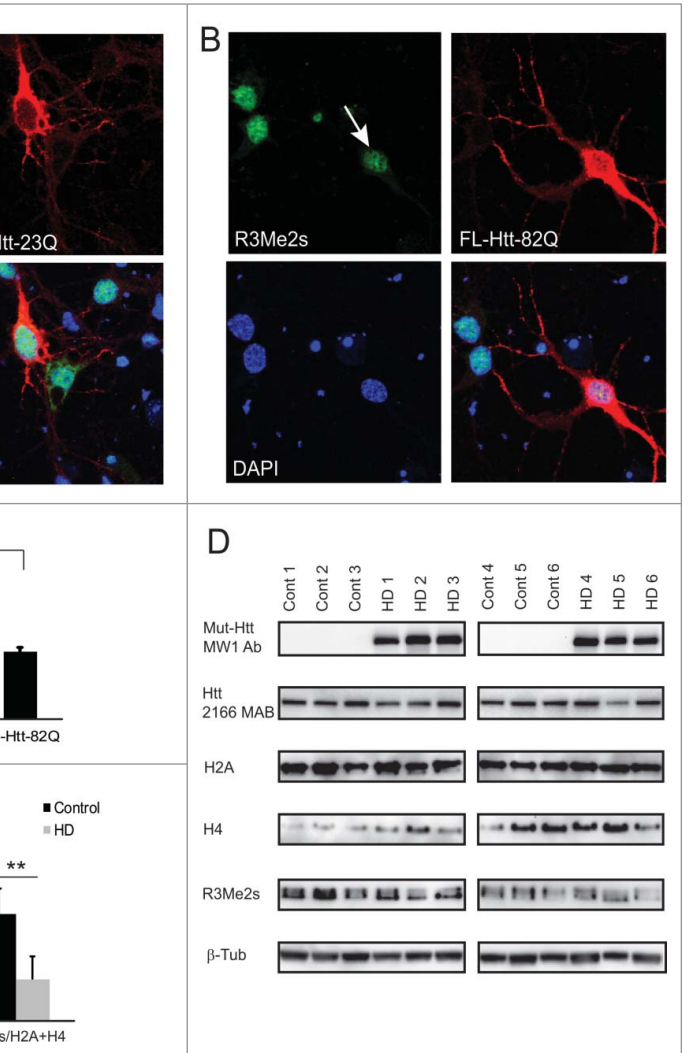 B
Htt-23Q
R3Me2s
FL-Htt-82Q
DAPI
-Htt-82Q
Control
HD
**
s/H2A+H4
D
Cont 1
Cont 2
Cont 3
HD 1
HD 2
HD 3
Cont 4
Cont 5
Cont 6
HD 4
HD 5
HD 6
Mut-Htt
MW1 Ab
Htt
2166 MAB
H2A
H4
R3Me2s
β-Tub